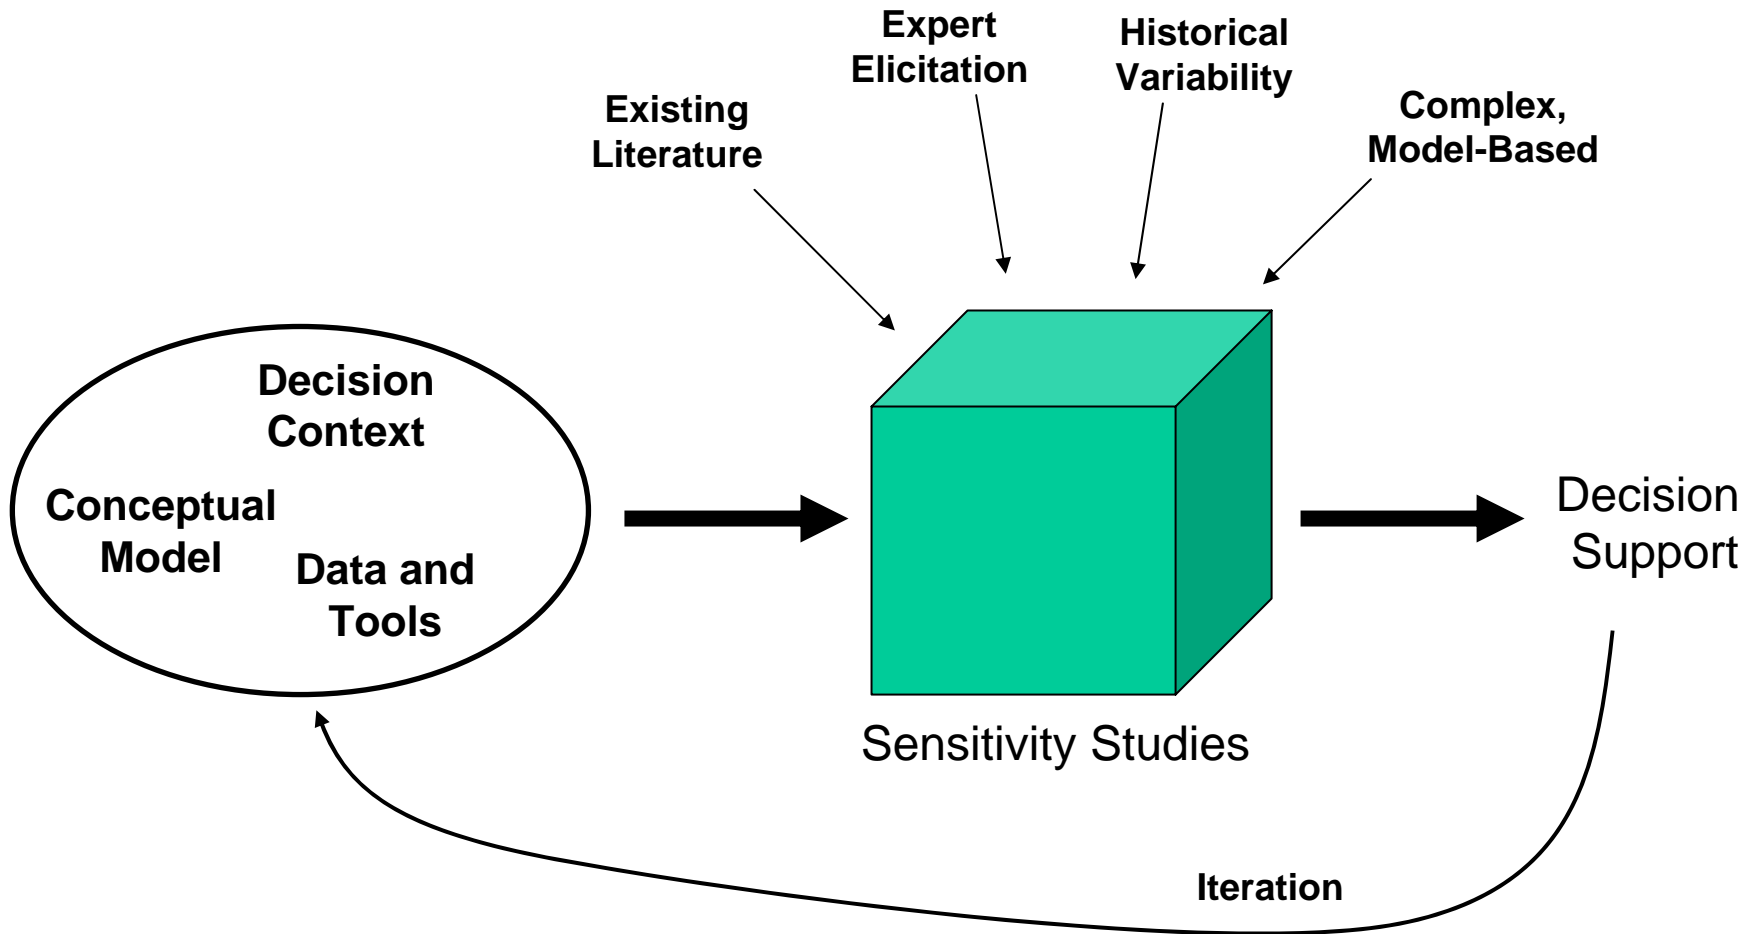 Expert
Elicitation
Historical
Variability
Existing
Literature
Complex,
Model-Based
Decision
Context
Conceptual
Model
Data and
Tools
Decision
Support
Sensitivity Studies
Iteration